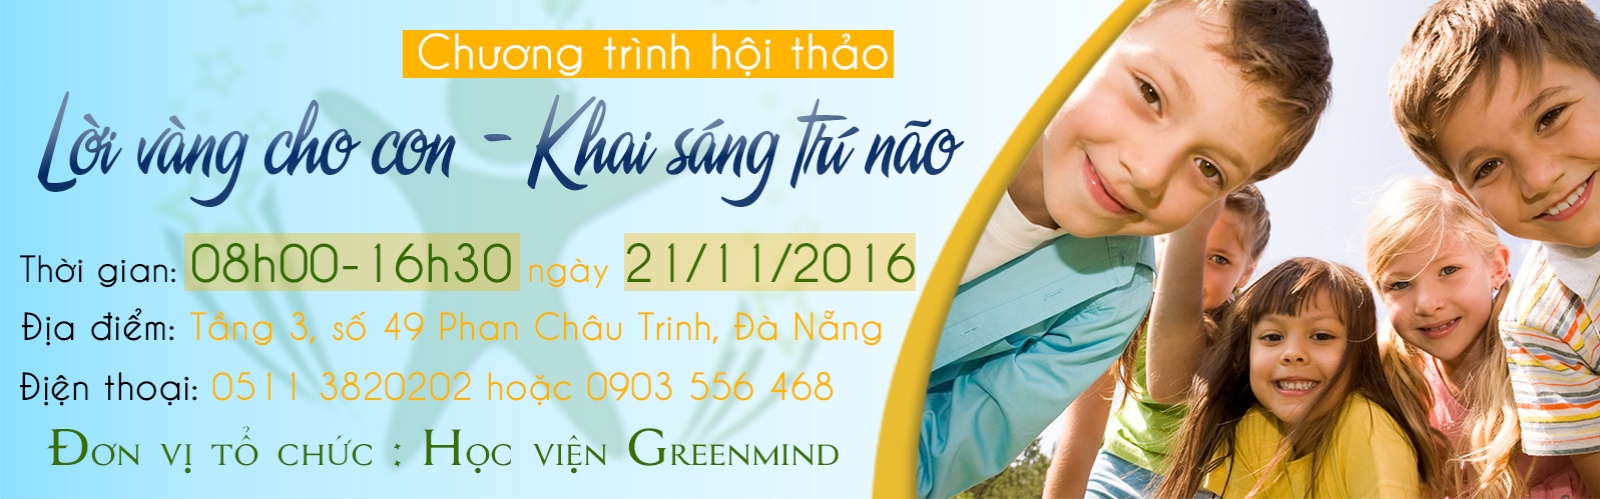 Chương trình hội thảo
Lời vàng cho con - Khai sáng trí não
Thời gian: 08h00-16h30 ngày 21/11/2016
Địa điểm: Tầng 3, số 49 Phan Châu Trinh, Đà Nẵng
Điện thoại: 0511 3820202 hoặc 0903 556 468
Đơn vị tổ chức : Học viện Greenmind